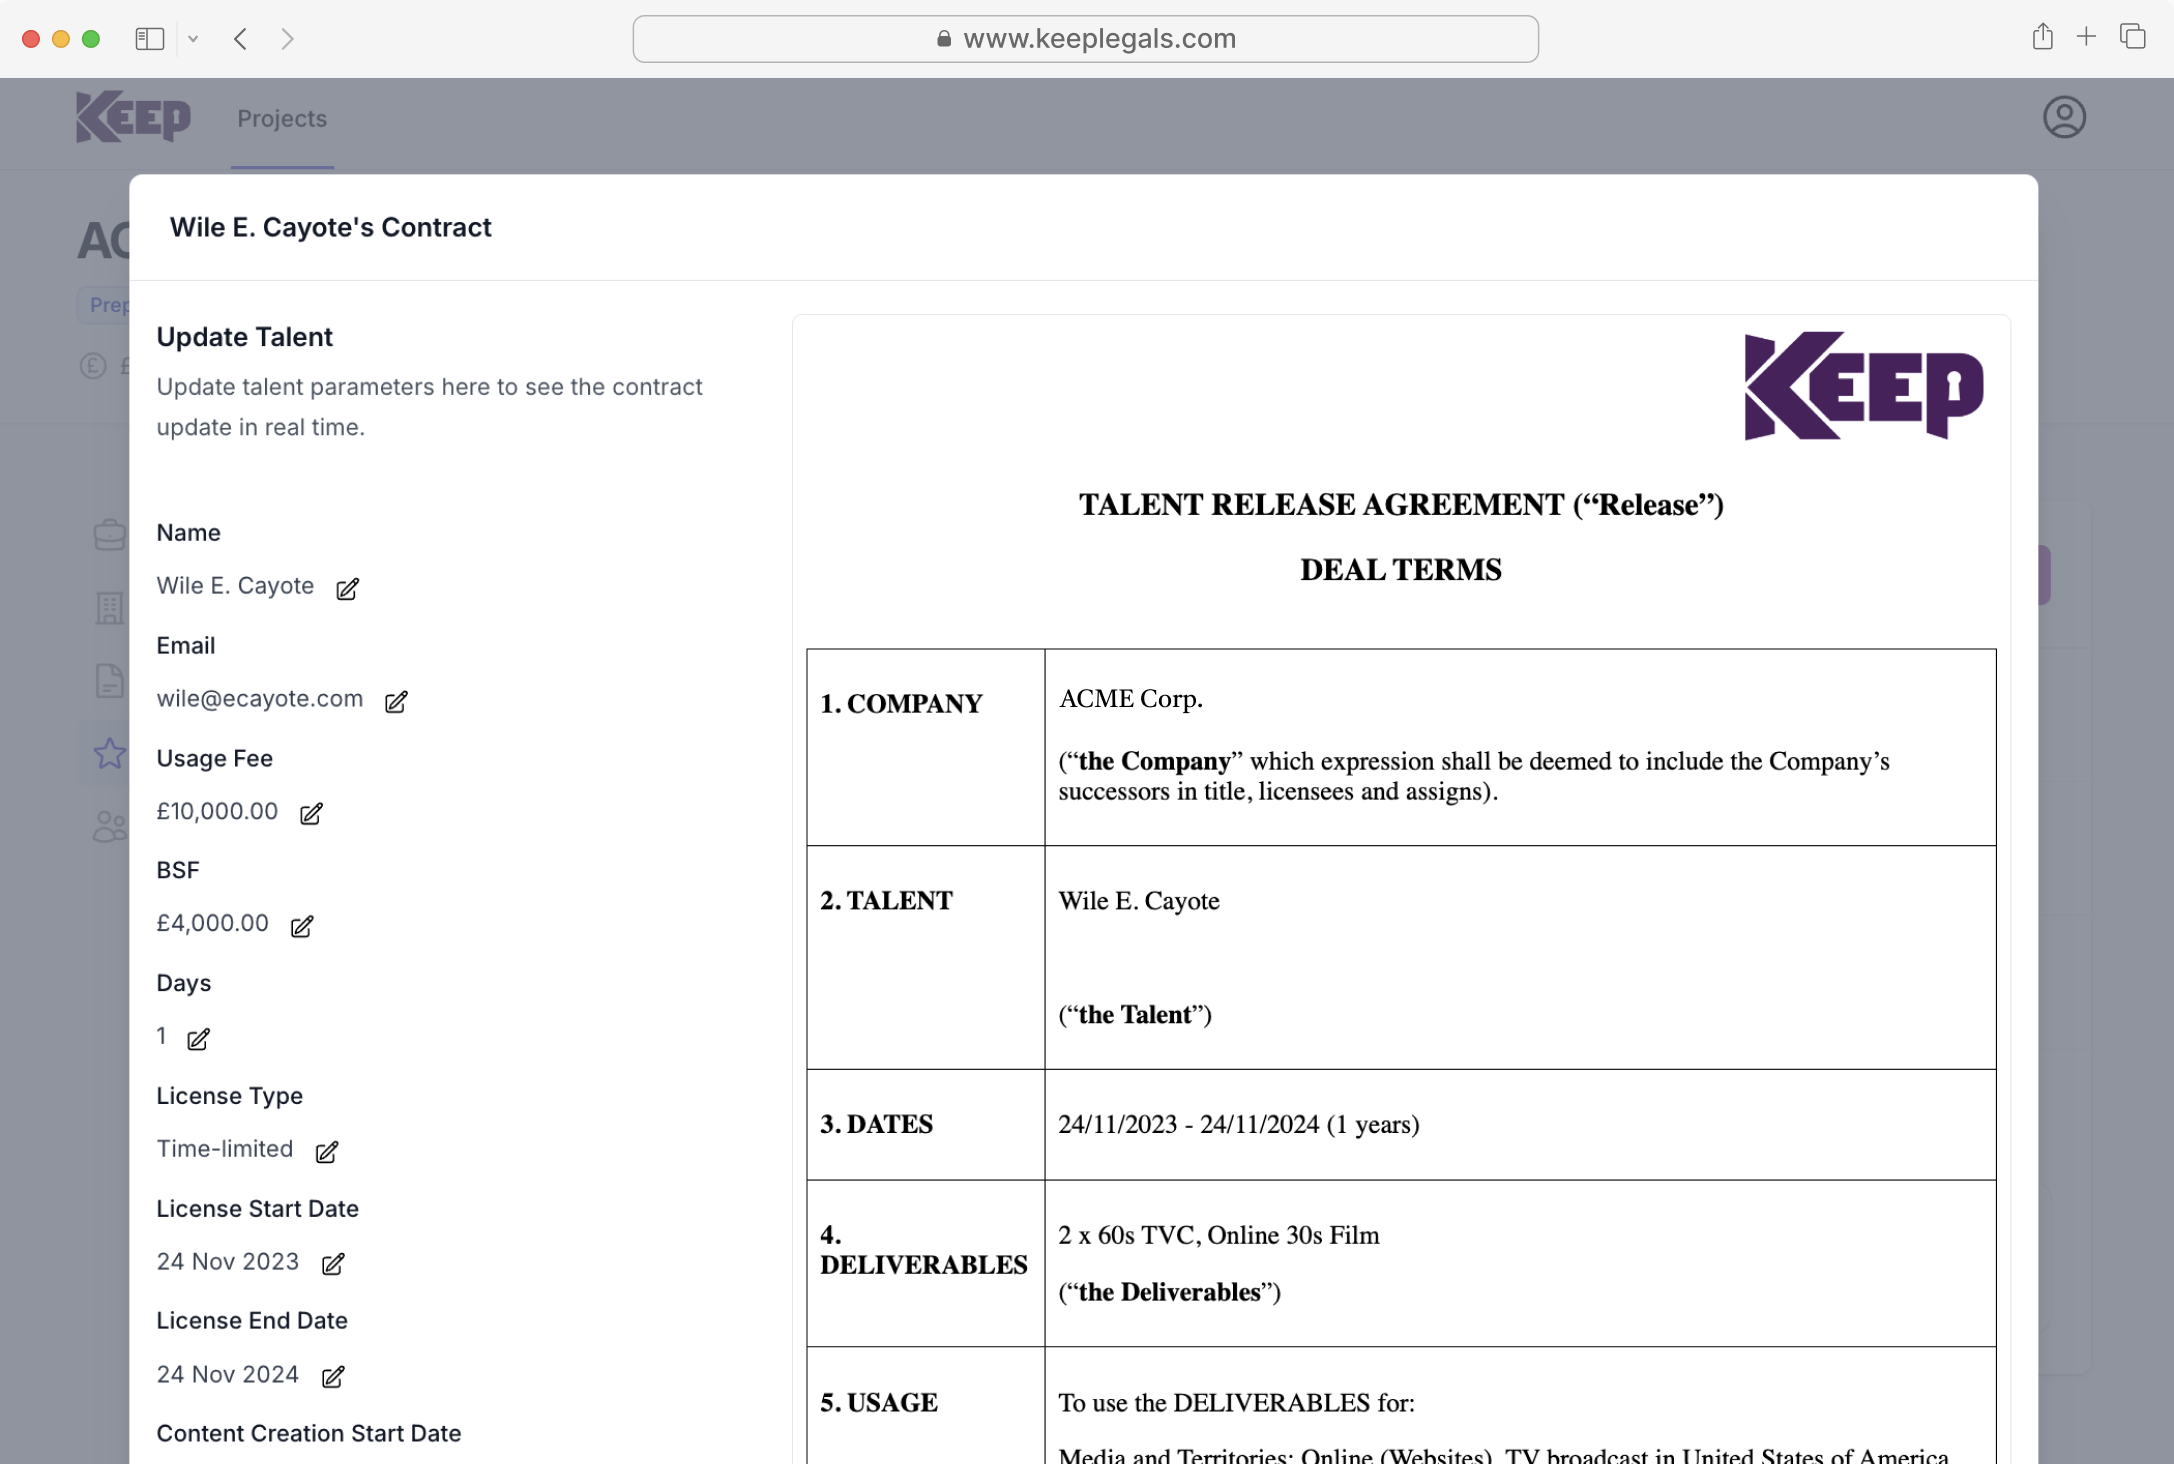 www.keeplegals.com
KEEP
Projects
AC
Prep
£
Wile E. Cayote's Contract
Update Talent
Update talent parameters here to see the contract
update in real time.
Name
Wile E. Cayote
Email
wile@ecayote.com
Usage Fee
£10,000.00
BSF
£4,000.00
Days
1
License Type
Time-limited
License Start Date
24 Nov 2023
License End Date
24 Nov 2024
Content Creation Start Date
KEEP
TALENT RELEASE AGREEMENT (“Release”)
DEAL TERMS
1. COMPANY
ACME Corp.
(“the Company” which expression shall be deemed to include the Company’s
successors in title, licensees and assigns).
2. TALENT
Wile E. Cayote
(“the Talent”)
3. DATES
24/11/2023 - 24/11/2024 (1 years)
4.
DELIVERABLES
2 x 60s TVC, Online 30s Film
(“the Deliverables”)
5. USAGE
To use the DELIVERABLES for:
Media and Territories: Online (Websites), TV broadcast in United States of America